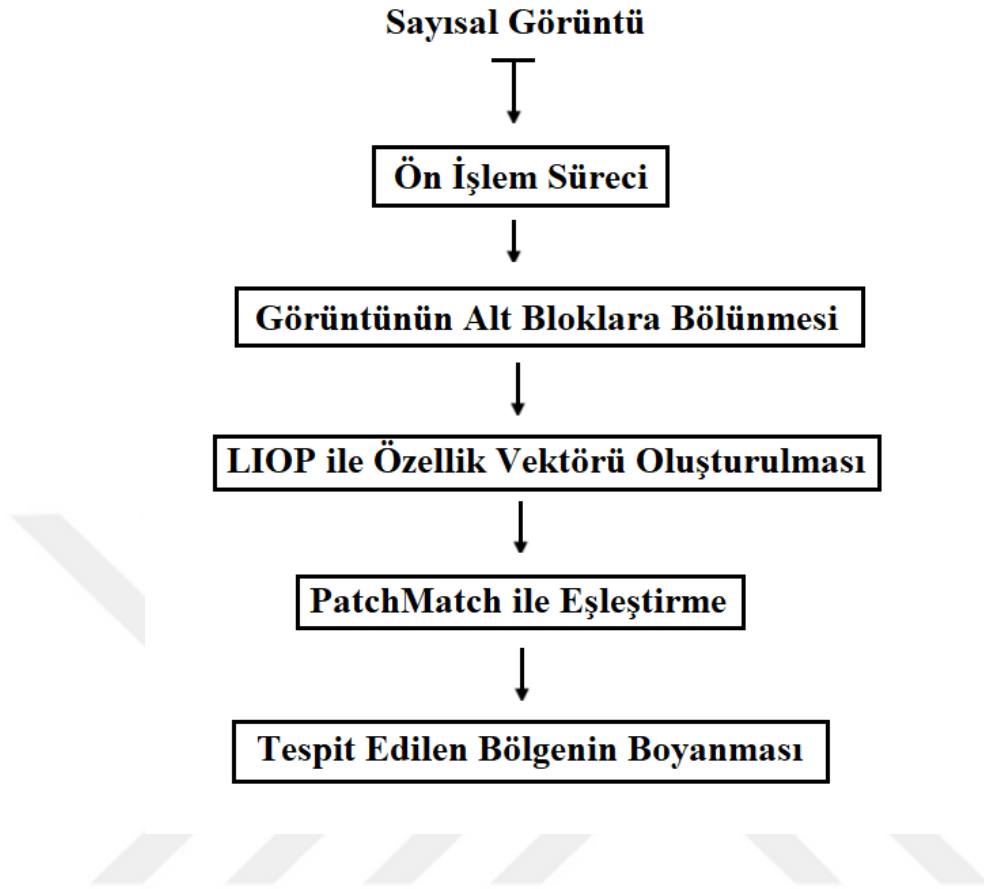 Sayısal Görüntü
Ön İşlem Süreci
Görüntünün Alt Bloklara Bölünmesi
LIOP ile Özellik Vektörü Oluşturulması
PatchMatch ile Eşleştirme
Tespit Edilen Bölgenin Boyanması